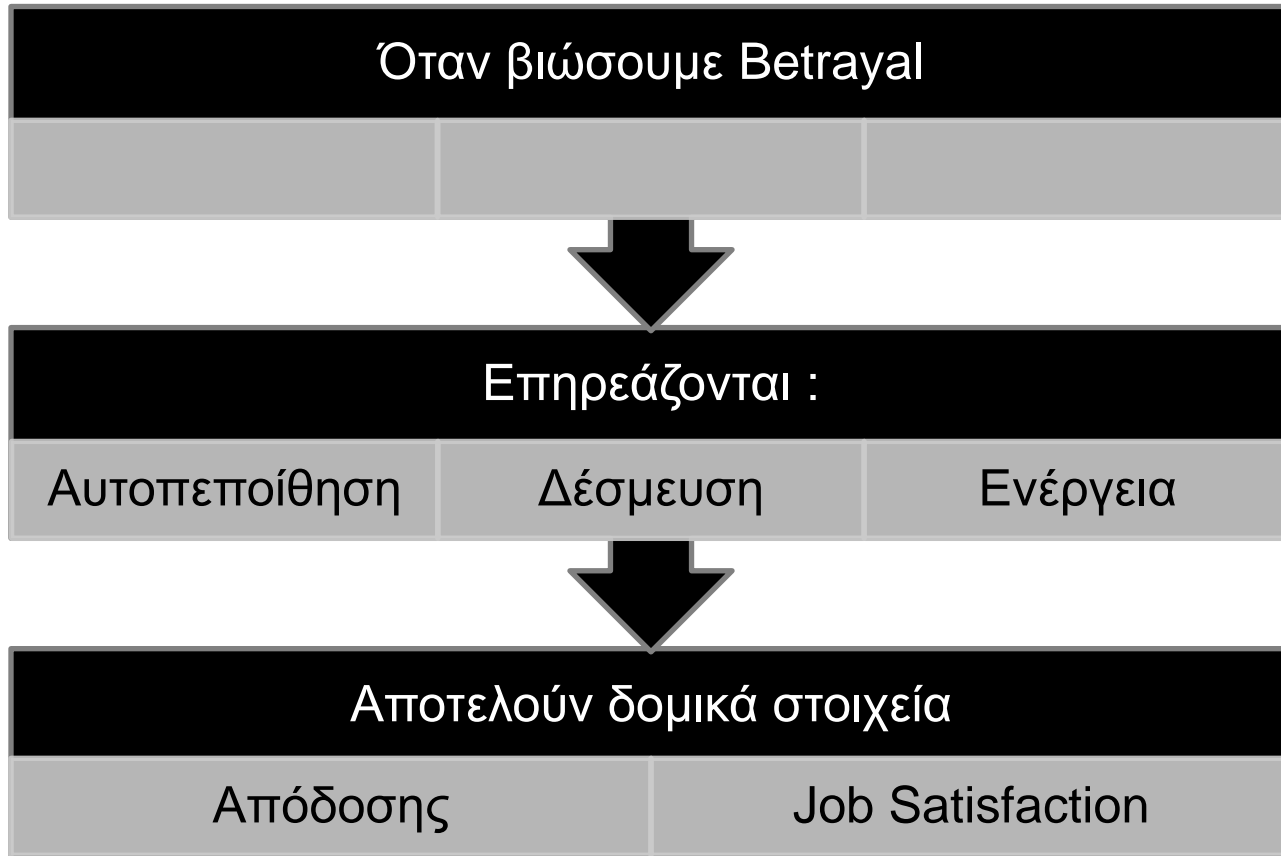 Όταν βιώσουμε Betrayal
Επηρεάζονται :
Αυτοπεποίθηση
Δέσμευση
Ενέργεια
Αποτελούν δομικά στοιχεία
Απόδοσης
Job Satisfaction